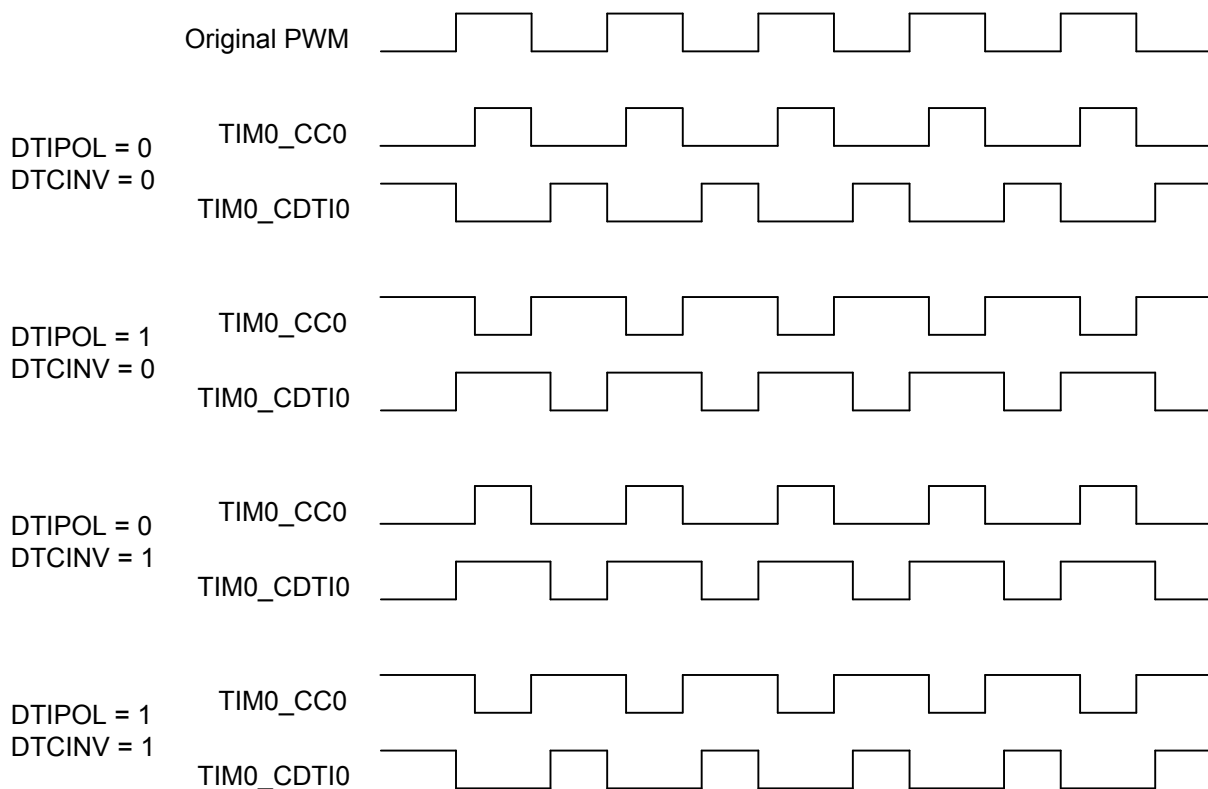 Original PWM
DTIPOL = 0
DTCINV = 0
TIM0_CC0
TIM0_CDTI0
DTIPOL = 1
DTCINV = 0
TIM0_CC0
TIM0_CDTI0
DTIPOL = 0
DTCINV = 1
TIM0_CC0
TIM0_CDTI0
DTIPOL = 1
DTCINV = 1
TIM0_CC0
TIM0_CDTI0